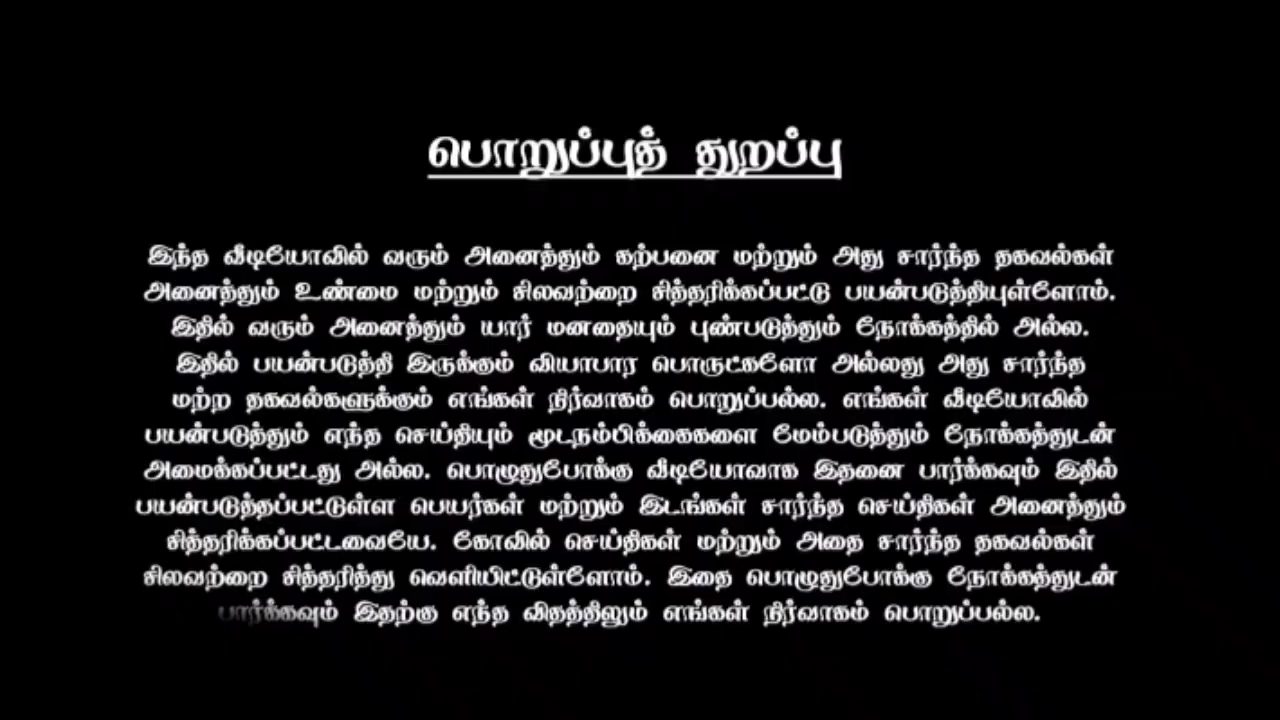 பொறுப்புத் துறப்பு
இந்த வீடியோவில் வரும் அனைத்தும் கற்பனை மற்றும் அது சார்ந்த தகவல்கள்
அனைத்தும் உண்மை மற்றும் சிலவற்றை சித்தரிக்கப்பட்டு பயன்படுத்தியுள்ளோம்.
இதில் வரும் அனைத்தும் யார் மனதையும் புண்படுத்தும் நோக்கத்தில் அல்ல.
இதில் பயன்படுத்தி இருக்கும் வியாபார பொருட்களோ அல்லது அது சார்ந்த
மற்ற தகவல்களுக்கும் எங்கள் நிர்வாகம் பொறுப்பல்ல. எங்கள் வீடியோவில்
பயன்படுத்தும் எந்த செய்தியும் மூடநம்பிக்கைகளை மேம்படுத்தும் நோக்கத்துடன்
அமைக்கப்பட்டது அல்ல. பொழுதுபோக்கு வீடியோவாக இதனை பார்க்கவும் இதில்
பயன்படுத்தப்பட்டுள்ள பெயர்கள் மற்றும் இடங்கள் சார்ந்த செய்திகள் அனைத்தும்
சித்தரிக்கப்பட்டவையே. கோவில் செய்திகள் மற்றும் அதை சார்ந்த தகவல்கள்
சிலவற்றை சித்தரித்து வெளியிட்டுள்ளோம். இதை பொழுதுபோக்கு நோக்கத்துடன்
பார்க்கவும் இதற்கு எந்த விதத்திலும் எங்கள் நிர்வாகம் பொறுப்பல்ல.